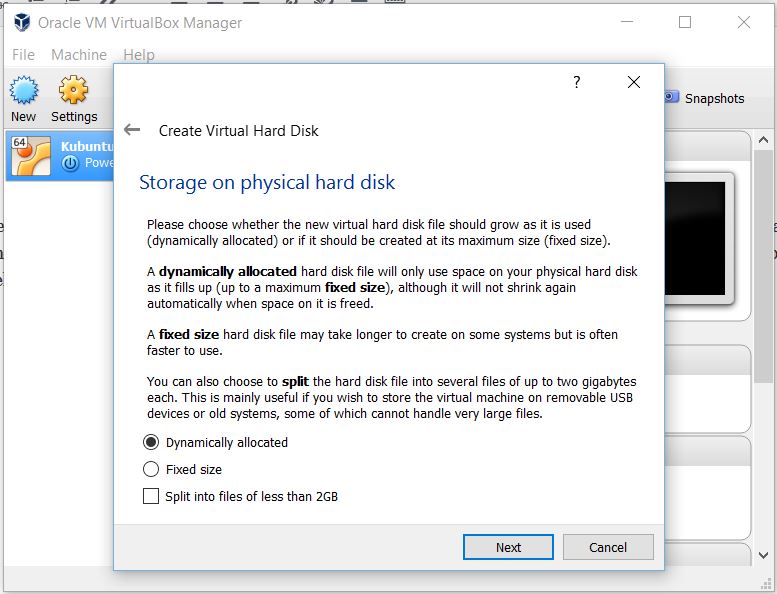 Oracle VM VirtualBox Manager
File Machine Help
New
Settings
Snapshots
64
Kubuntu
Powe
?
Create Virtual Hard Disk
Storage on physical hard disk
Please choose whether the new virtual hard disk file should grow as it is used
(dynamically allocated) or if it should be created at its maximum size (fixed size).
A dynamically allocated hard disk file will only use space on your physical hard disk
as it fills up (up to a maximum fixed size), although it will not shrink again
automatically when space on it is freed.
A fixed size hard disk file may take longer to create on some systems but is often
faster to use.
You can also choose to split the hard disk file into several files of up to two gigabytes
each. This is mainly useful if you wish to store the virtual machine on removable USB
devices or old systems, some of which cannot handle very large files.
Dynamically allocated
Fixed size
Split into files of less than 2GB
Next
Cancel